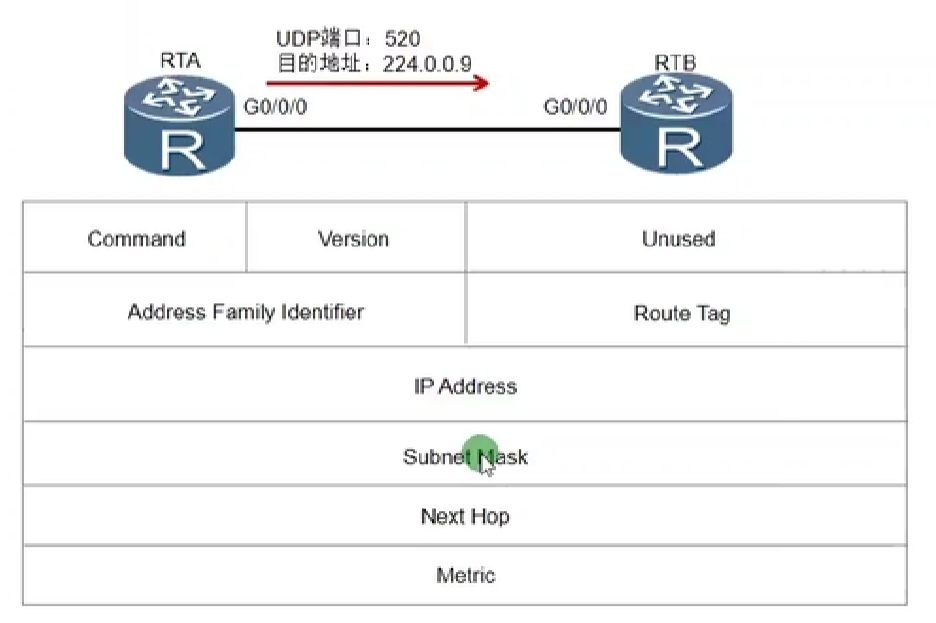 UDP端口：520
目的地址：224.0.0.9
RTA
RTB
G0/0/0
G0/0/0
R
R
Command
Version
Unused
Address Family Identifier
Route Tag
IP Address
Subnet Mask
Next Hop
Metric